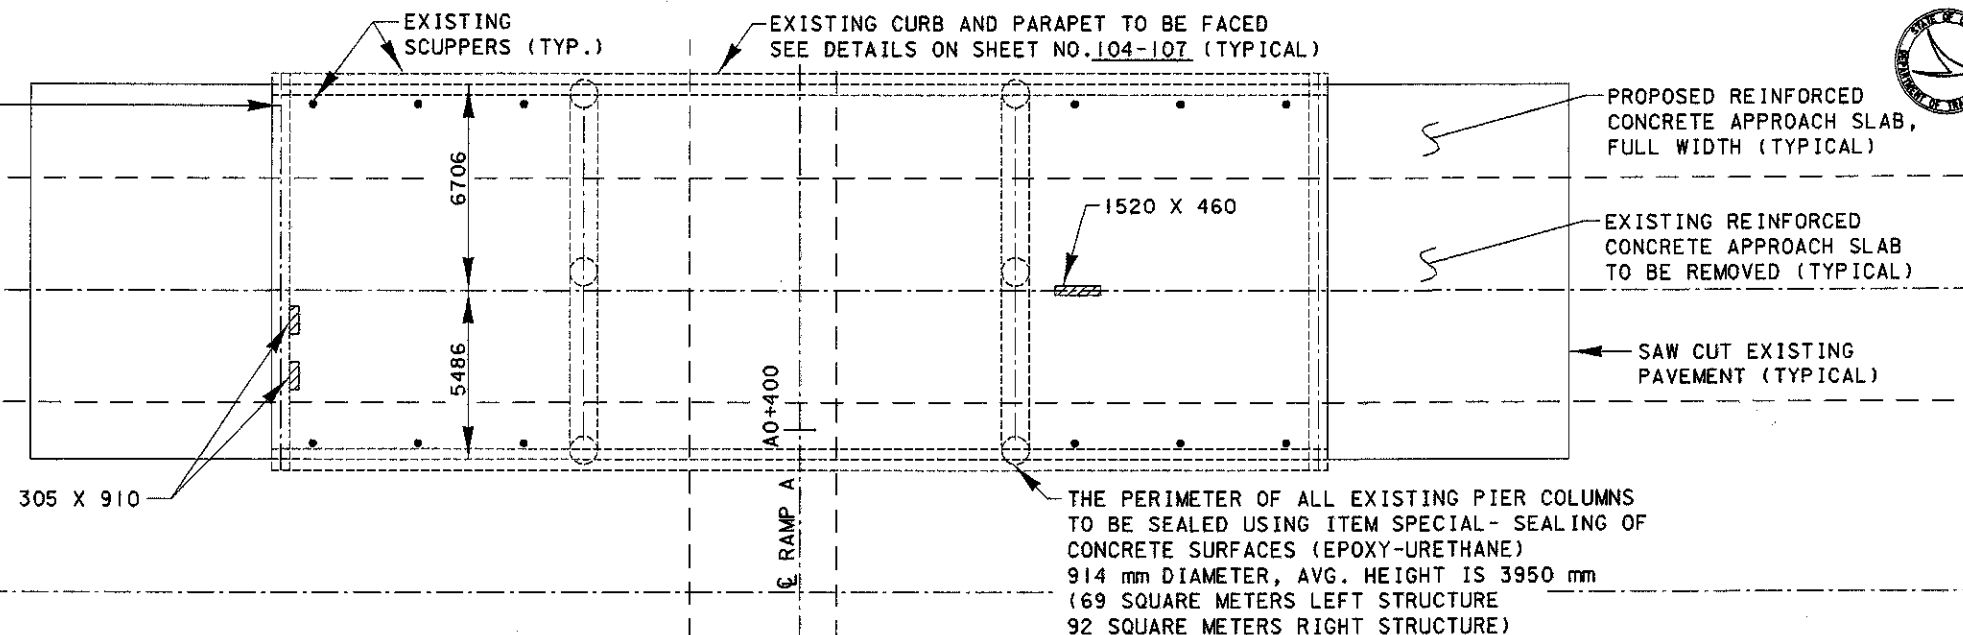 EXISTING
SCUPPERS (TYP.)
EXISTING CURB AND PARAPET TO BE FACED
SEE DETAILS ON SHEET NO. 104-107 (TYPICAL)
STATE OF
DEPARTMENT OF
PROPOSED REINFORCED
CONCRETE APPROACH SLAB,
FULL WIDTH (TYPICAL)
6706
1520 X 460
EXISTING REINFORCED
CONCRETE APPROACH SLAB
TO BE REMOVED (TYPICAL)
5486
A0+400
SAW CUT EXISTING
PAVEMENT (TYPICAL)
305 X 910
℄ RAMP A
THE PERIMETER OF ALL EXISTING PIER COLUMNS
TO BE SEALED USING ITEM SPECIAL- SEALING OF
CONCRETE SURFACES (EPOXY-URETHANE)
914 mm DIAMETER, AVG. HEIGHT IS 3950 mm
(69 SQUARE METERS LEFT STRUCTURE
92 SQUARE METERS RIGHT STRUCTURE)